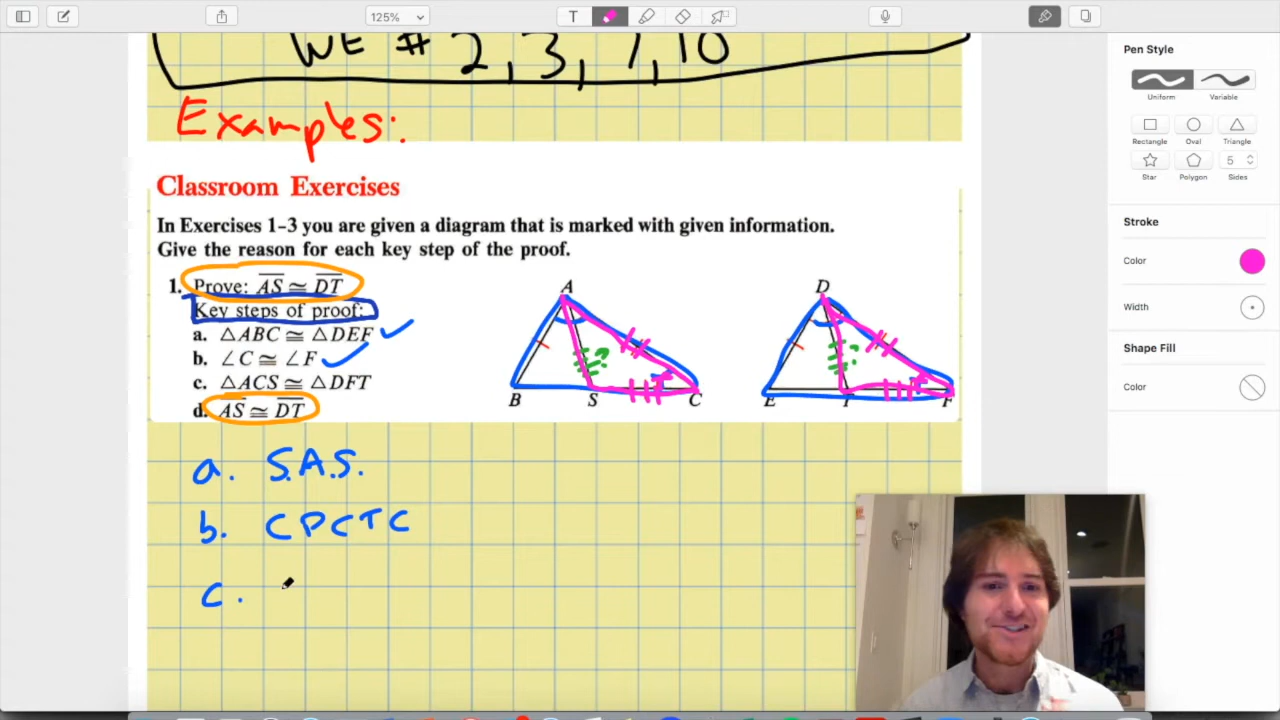 125%
T
WE # 2, 3, 7, 10
Examples:
Classroom Exercises
In Exercises 1–3 you are given a diagram that is marked with given information.
Give the reason for each key step of the proof.
1. Prove: AS ≅ DT
Key steps of proof:
a. △ABC ≅ △DEF
b. ∠C ≅ ∠F
c. △ACS ≅ △DFT
d. AS ≅ DT
A
B
S
C
?
D
E
T
F
?
a. S.A.S.
b. CPCTC
c.
Pen Style
Uniform
Variable
Rectangle
Oval
Triangle
Star
Polygon
5
Sides
Stroke
Color
Width
Shape Fill
Color